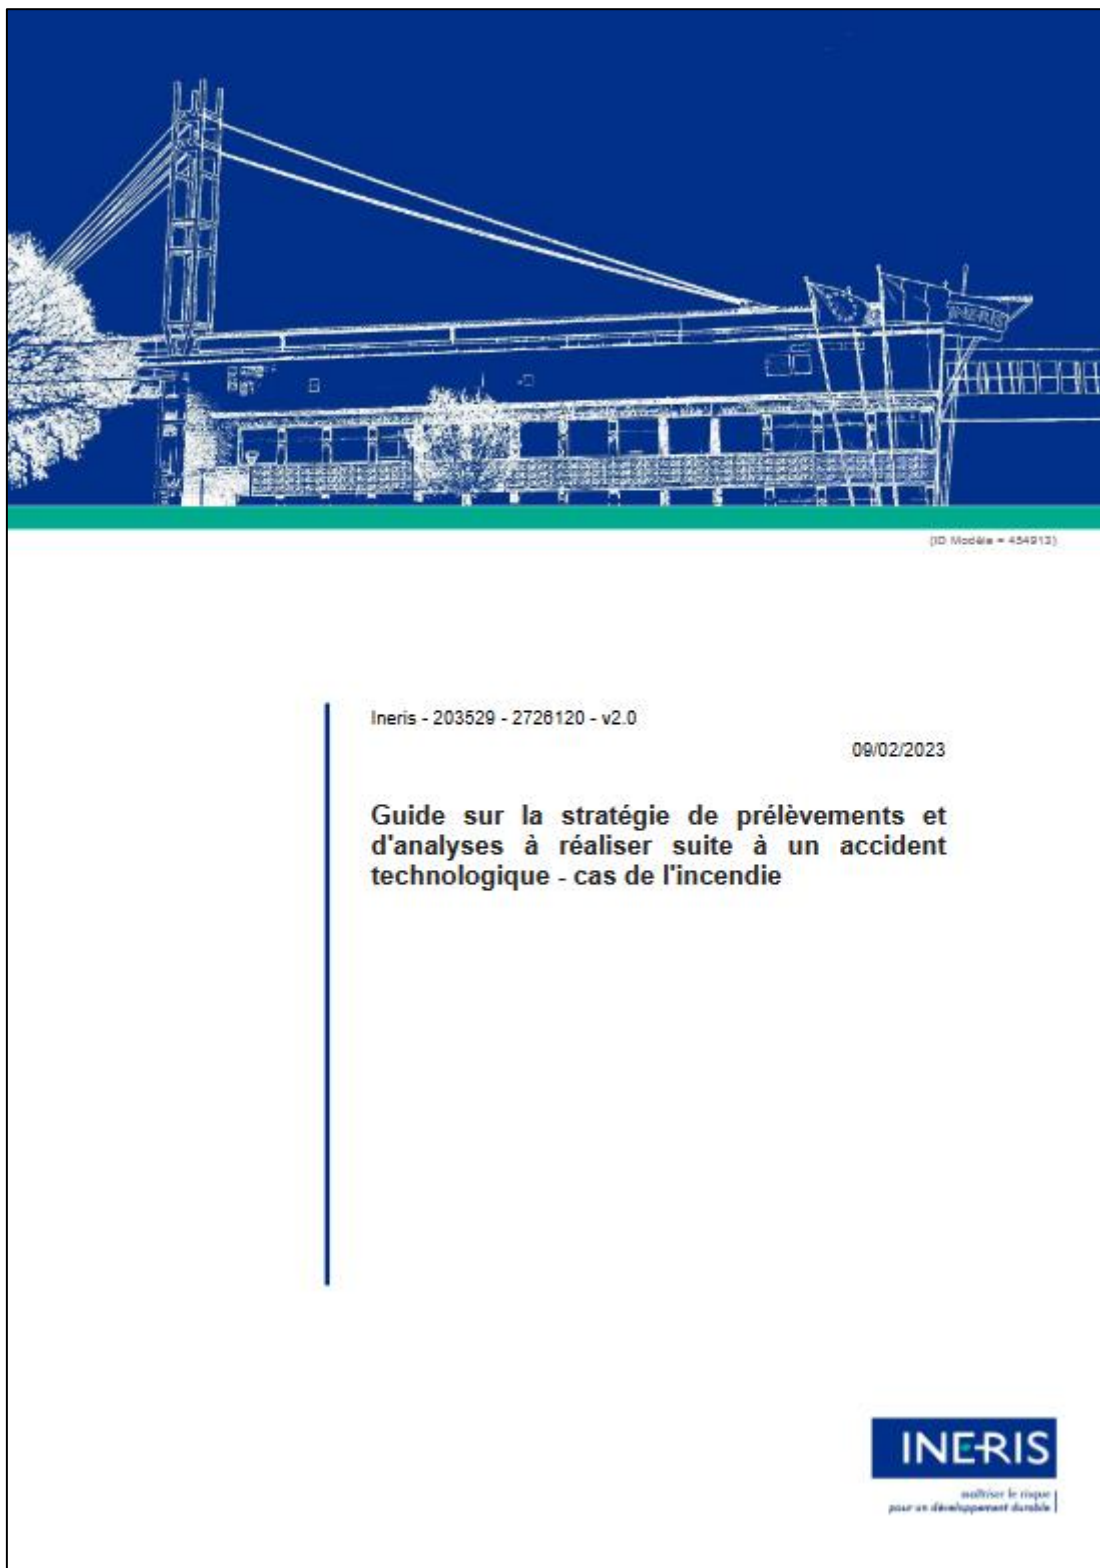 INERIS
(ID Modèle = 454913)
Ineris - 203529 - 2726120 - v2.0
09/02/2023
Guide sur la stratégie de prélèvements et
d'analyses à réaliser suite à un accident
technologique - cas de l'incendie
INERIS
maîtriser le risque
pour un développement durable